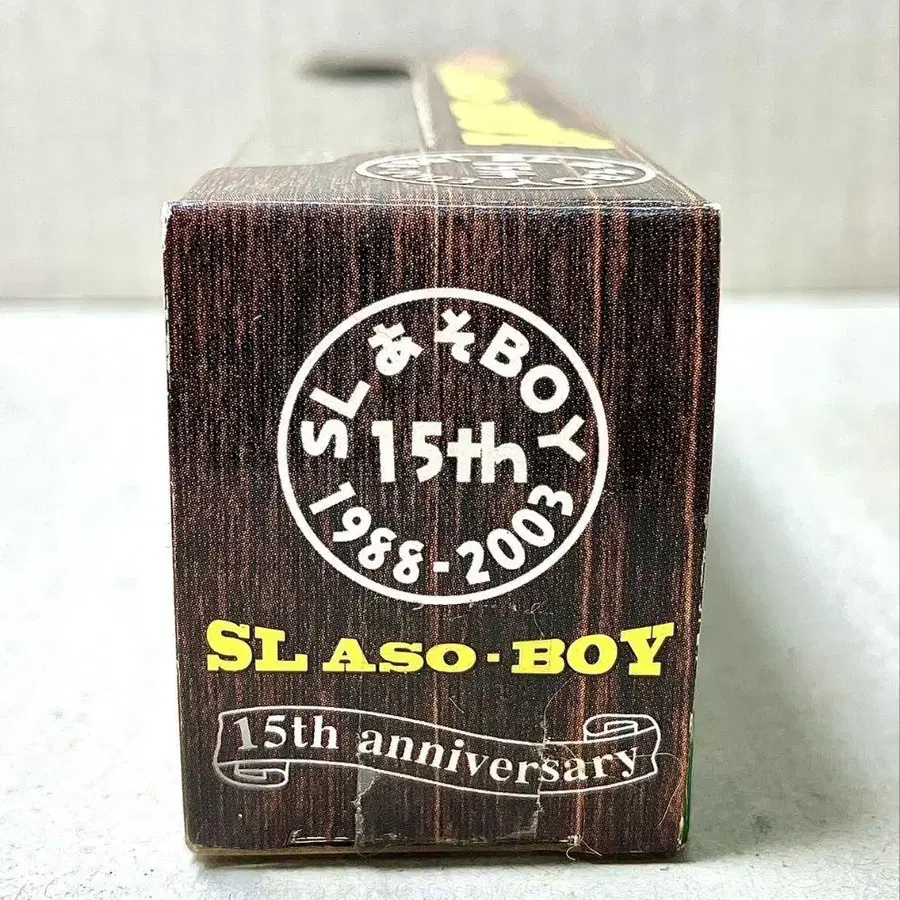 SLあそBOY
15th
1988-2003
SL ASO-BOY
15th anniversary